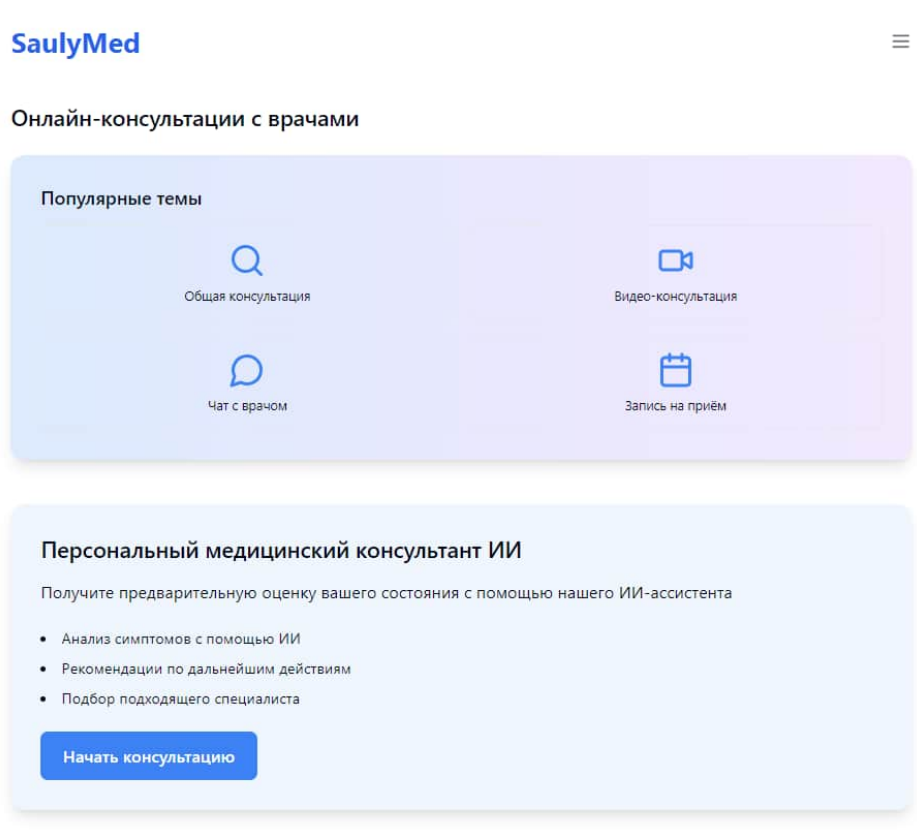 SaulyMed
Онлайн-консультации с врачами
Популярные темы
Общая консультация
Видео-консультация
Чат с врачом
Запись на приём
Персональный медицинский консультант ИИ
Получите предварительную оценку вашего состояния с помощью нашего ИИ-ассистента
• Анализ симптомов с помощью ИИ
• Рекомендации по дальнейшим действиям
• Подбор подходящего специалиста
Начать консультацию